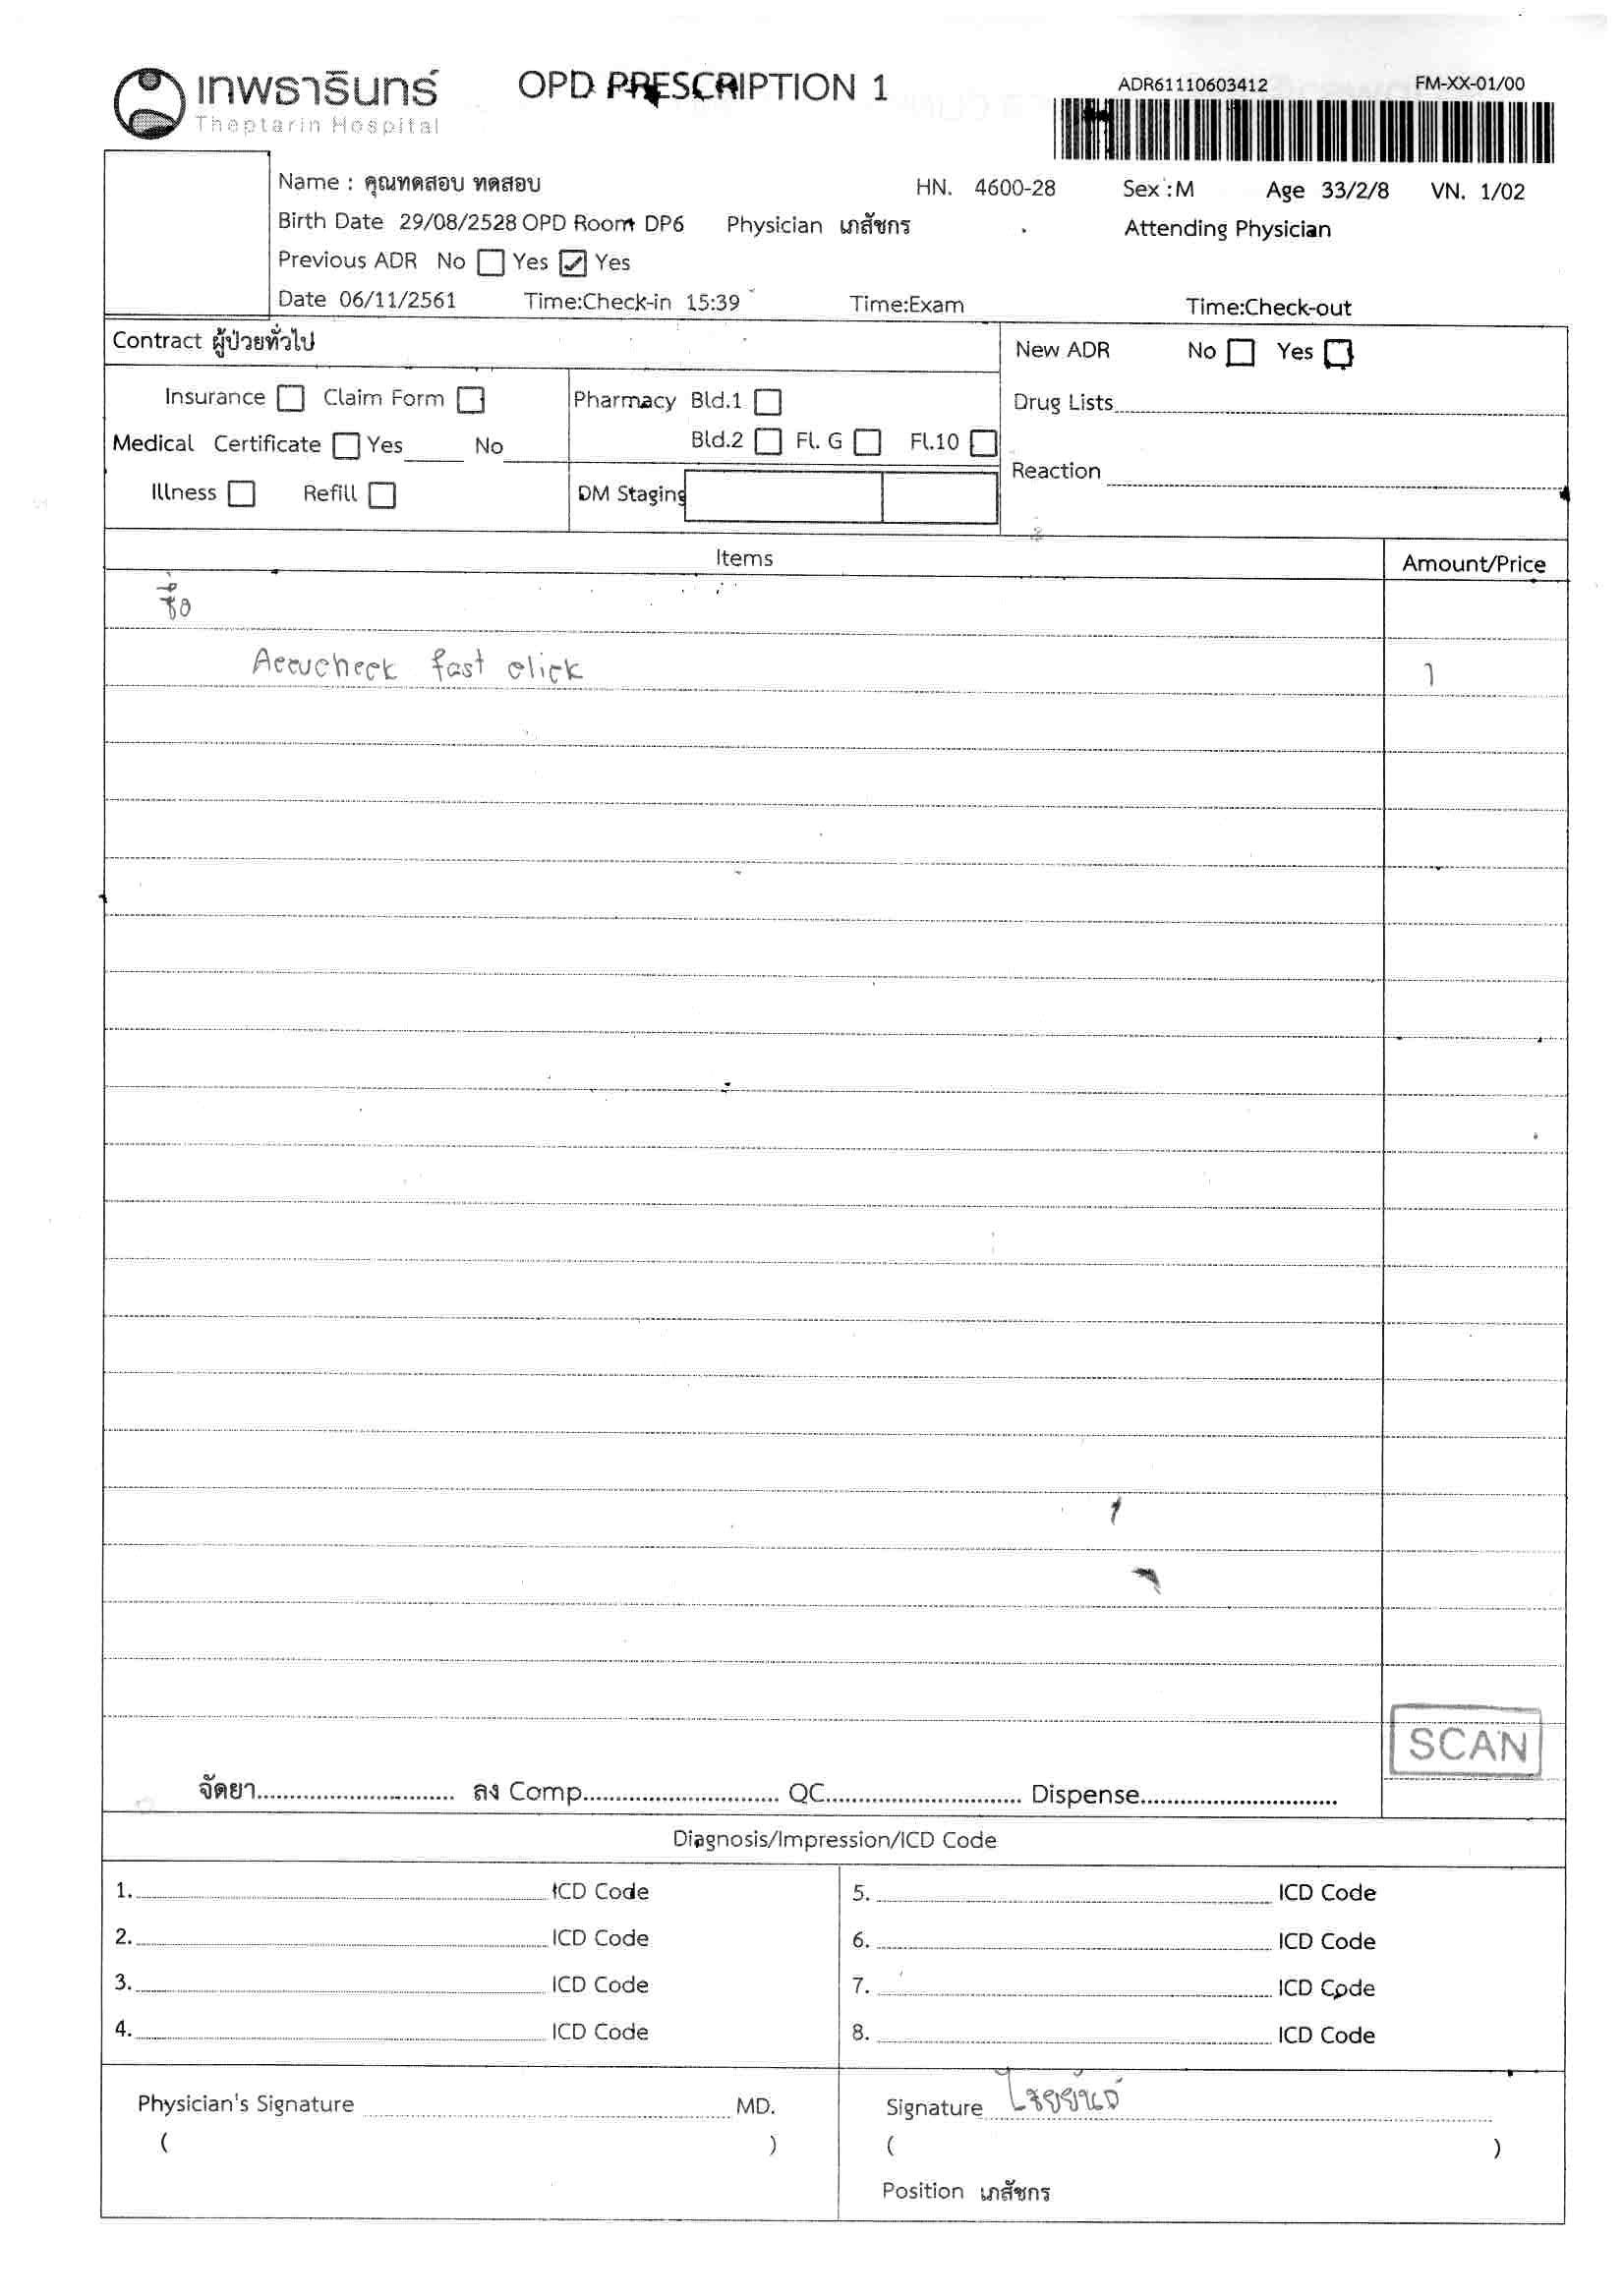 เทพธารินทร์ OPD PRESCRIPTION 1 ADR61110603412 FM-XX-01/00
Theptarin Hospital
Name : คุณทดสอบ ทดสอบ HN. 4600-28 Sex :M Age 33/2/8 VN. 1/02
Birth Date 29/08/2528 OPD Room DP6 Physician เภสัชกร Attending Physician
Previous ADR No Yes Yes
Date 06/11/2561 Time:Check-in 15:39 Time:Exam Time:Check-out
Contract ผู้ป่วยทั่วไป New ADR No Yes
Insurance Claim Form Pharmacy Bld.1 Drug Lists
Medical Certificate Yes No Bld.2 Fl. G Fl.10
Reaction
Illness Refill DM Staging
Items Amount/Price
ซื้อ
Accucheck fast click 1
SCAN
จัดยา ลง Comp QC Dispense
Diagnosis/Impression/ICD Code
1. ICD Code 5. ICD Code
2. ICD Code 6. ICD Code
3. ICD Code 7. ICD Code
4. ICD Code 8. ICD Code
Physician's Signature MD. Signature
( ) ( )
Position เภสัชกร